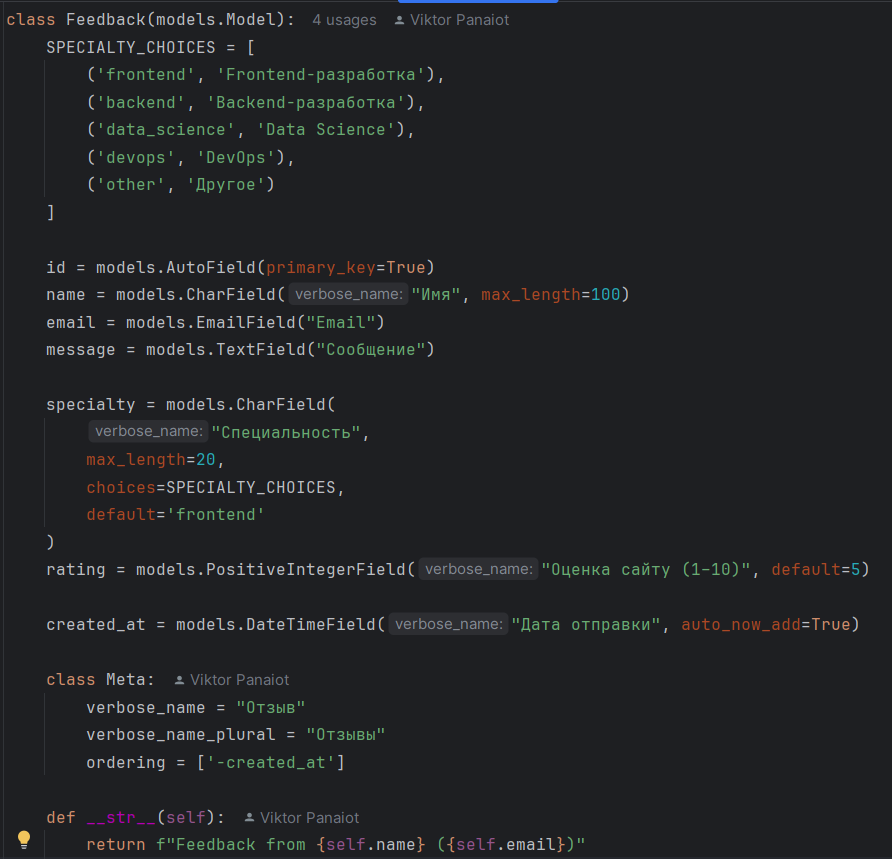 class Feedback(models.Model): 4 usages Viktor Panaiot
SPECIALTY_CHOICES = [
('frontend', 'Frontend-разработка'),
('backend', 'Backend-разработка'),
('data_science', 'Data Science'),
('devops', 'DevOps'),
('other', 'Другое')
]
id = models.AutoField(primary_key=True)
name = models.CharField( verbose_name: "Имя", max_length=100)
email = models.EmailField("Email")
message = models.TextField("Сообщение")
specialty = models.CharField(
verbose_name: "Специальность",
max_length=20,
choices=SPECIALTY_CHOICES,
default='frontend'
)
rating = models.PositiveIntegerField( verbose_name: "Оценка сайту (1-10)", default=5)
created_at = models.DateTimeField( verbose_name: "Дата отправки", auto_now_add=True)
class Meta: Viktor Panaiot
verbose_name = "Отзыв"
verbose_name_plural = "Отзывы"
ordering = ['-created_at']
def __str__(self): Viktor Panaiot
return f"Feedback from {self.name} ({self.email})"